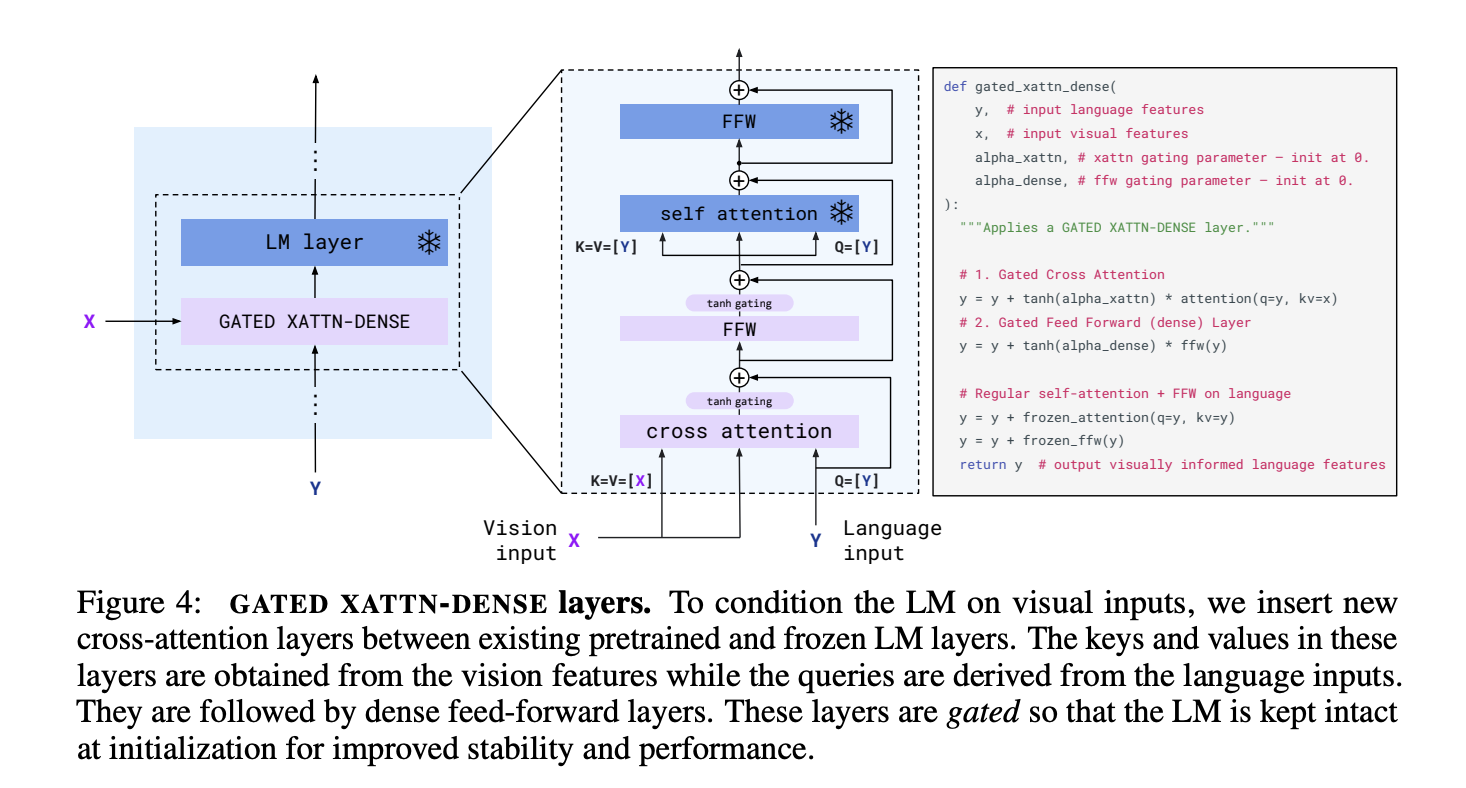 LM layer
X
GATED XATTN-DENSE
Y
FFW
self attention
K=V=[Y]
Q=[Y]
tanh gating
FFW
tanh gating
cross attention
K=V=[X]
Q=[Y]
Vision
input
X
Y
Language
input
def gated_xattn_dense(
    y,  # input language features
    x,  # input visual features
    alpha_xattn, # xattn gating parameter – init at 0.
    alpha_dense, # ffw gating parameter – init at 0.
):
  """Applies a GATED XATTN-DENSE layer."""
  # 1. Gated Cross Attention
  y = y + tanh(alpha_xattn) * attention(q=y, kv=x)
  # 2. Gated Feed Forward (dense) Layer
  y = y + tanh(alpha_dense) * ffw(y)
  # Regular self-attention + FFW on language
  y = y + frozen_attention(q=y, kv=y)
  y = y + frozen_ffw(y)
  return y  # output visually informed language features
Figure 4: GATED XATTN-DENSE layers. To condition the LM on visual inputs, we insert new
cross-attention layers between existing pretrained and frozen LM layers. The keys and values in these
layers are obtained from the vision features while the queries are derived from the language inputs.
They are followed by dense feed-forward layers. These layers are gated so that the LM is kept intact
at initialization for improved stability and performance.